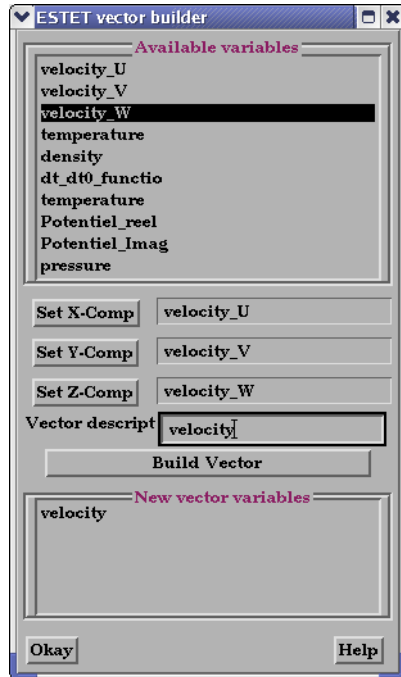 ESTET vector builder
Available variables
velocity_U
velocity_V
velocity_W
temperature
density
dt_dt0_functio
temperature
Potentiel_reel
Potentiel_Imag
pressure
Set X-Comp velocity_U
Set Y-Comp velocity_V
Set Z-Comp velocity_W
Vector descript velocity
Build Vector
New vector variables
velocity
Okay Help